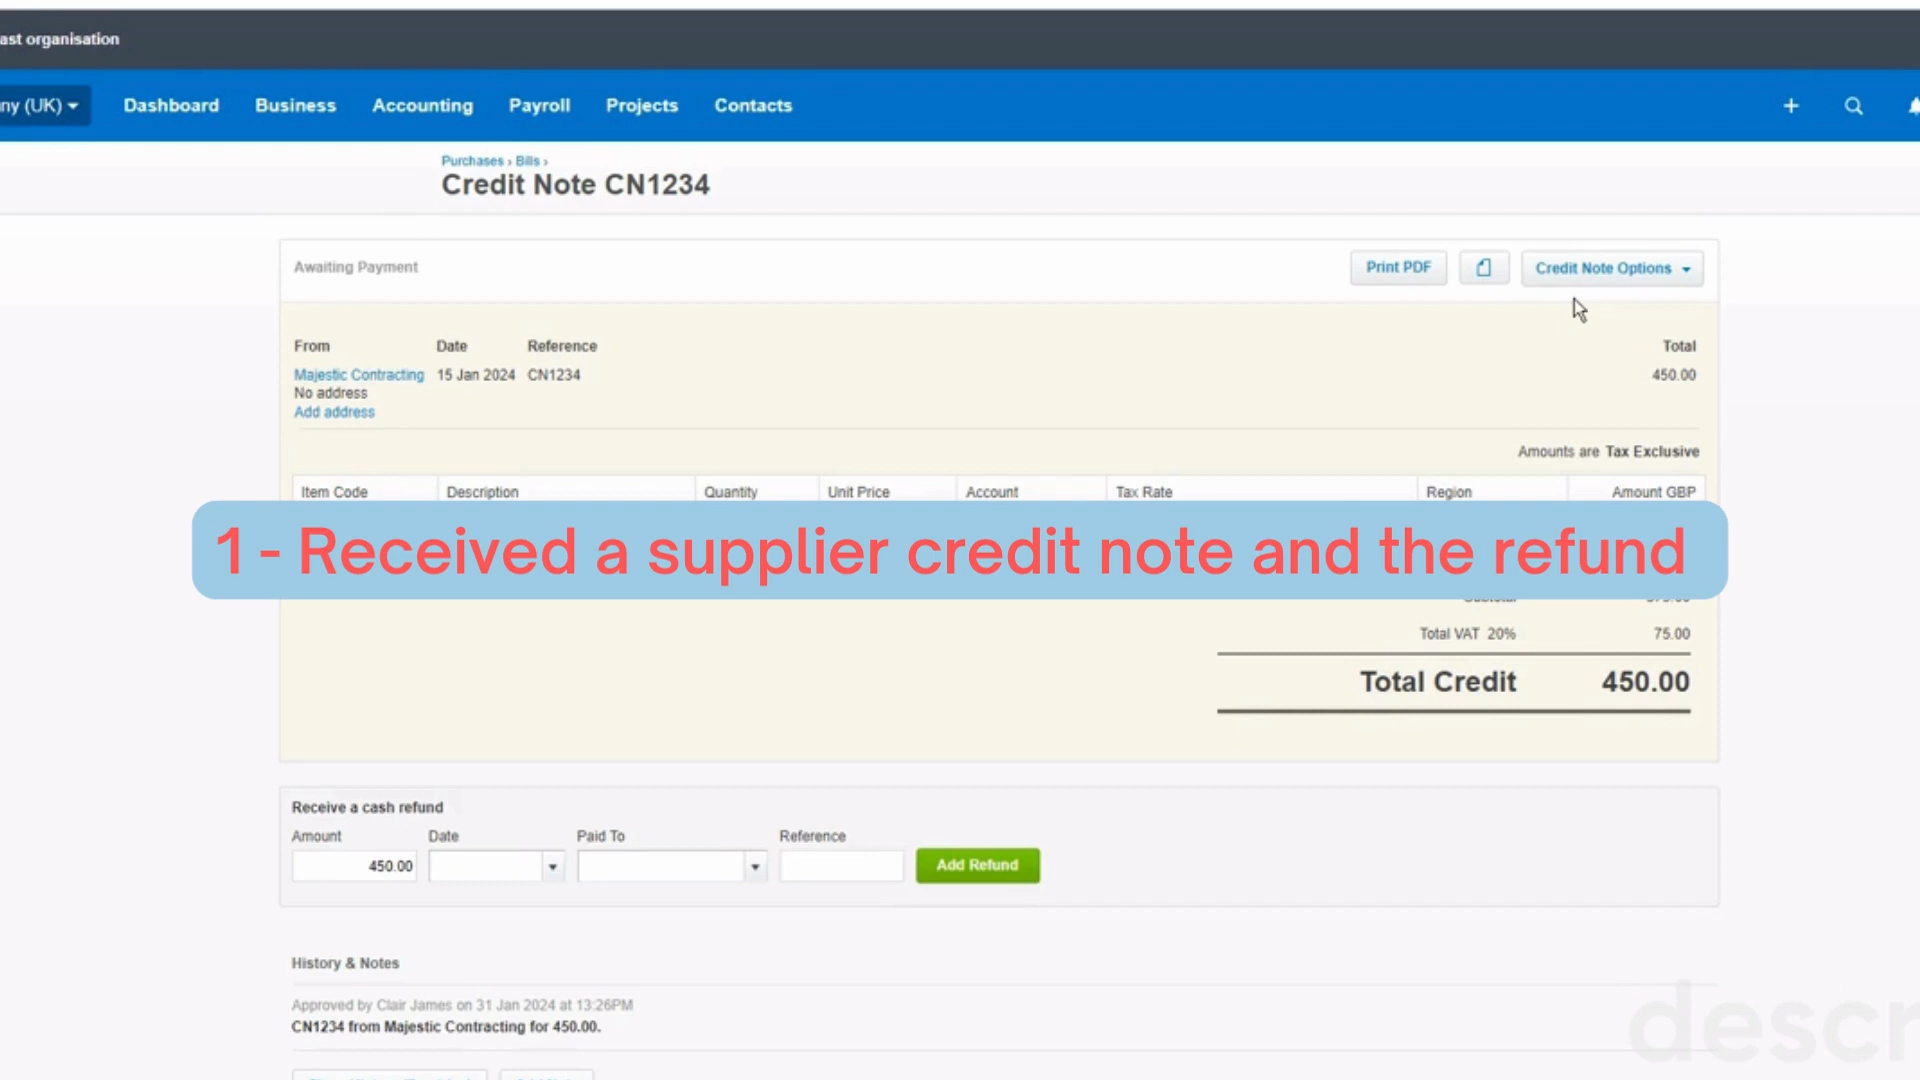 ast organisation
ny (UK) Dashboard Business Accounting Payroll Projects Contacts
Purchases › Bills ›
Credit Note CN1234
Awaiting Payment Print PDF Credit Note Options
From Date Reference Total
Majestic Contracting 15 Jan 2024 CN1234 450.00
No address
Add address
Amounts are Tax Exclusive
Item Code Description Quantity Unit Price Account Tax Rate Region Amount GBP
1 - Received a supplier credit note and the refund
Total VAT 20% 75.00
Total Credit 450.00
Receive a cash refund
Amount Date Paid To Reference
450.00 Add Refund
History & Notes
Approved by Clair James on 31 Jan 2024 at 13:26PM
CN1234 from Majestic Contracting for 450.00.
descr